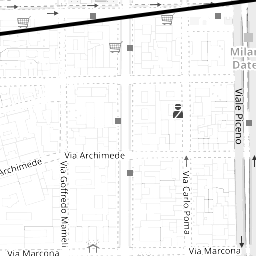 Milan
Date
Viale Piceno
Via Archimede
Archimede
Via Goffredo Mameli
Via Carlo Poma
Via Marcona
Via Marcona